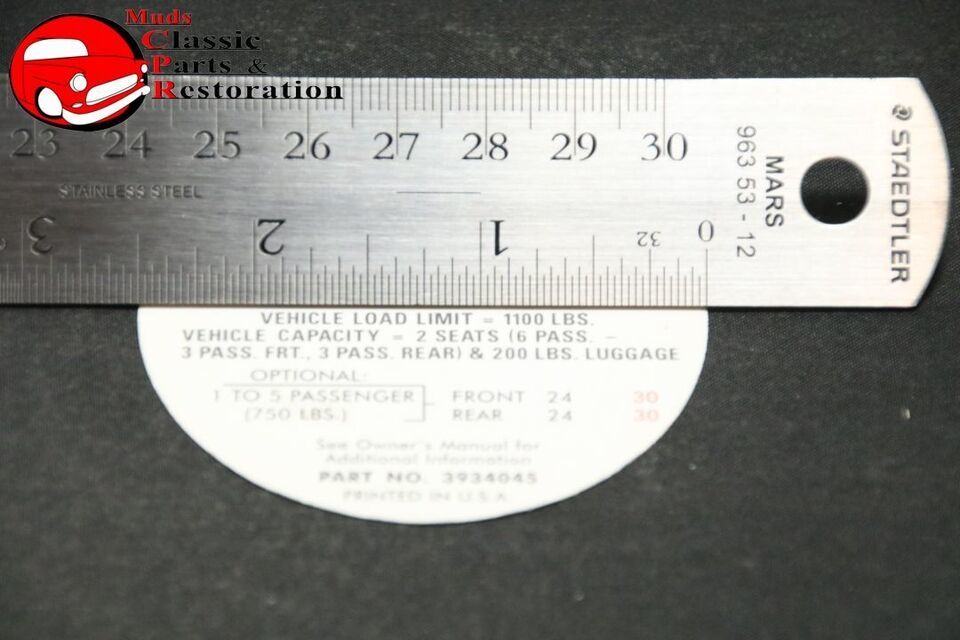 Muds
Classic
Parts &
Restoration
23 24 25 26 27 28 29 30
STAINLESS STEEL
3 2 1 32 0
MARS
963 53 - 12
STAEDTLER
VEHICLE LOAD LIMIT = 1100 LBS.
VEHICLE CAPACITY = 2 SEATS (6 PASS. –
3 PASS. FRT., 3 PASS. REAR) & 200 LBS. LUGGAGE
OPTIONAL:
1 TO 5 PASSENGER FRONT 24 30
(750 LBS.) REAR 24 30
See Owner's Manual for
Additional Information
PART NO. 3934045
PRINTED IN U.S.A